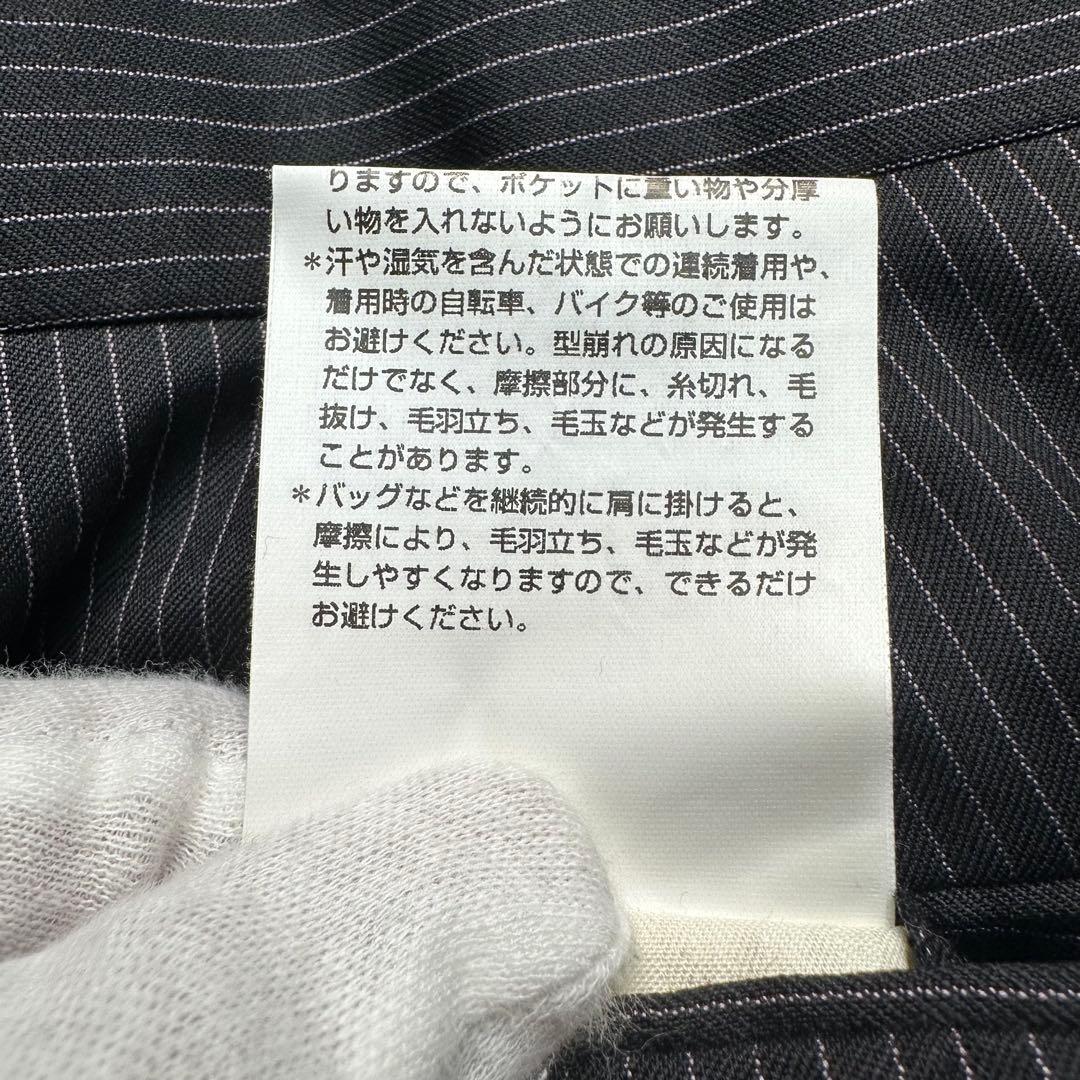 りますので、ポケットに重い物や分厚
い物を入れないようにお願いします。
＊汗や湿気を含んだ状態での連続着用や、
着用時の自転車、バイク等のご使用は
お避けください。型崩れの原因になる
だけでなく、摩擦部分に、糸切れ、毛
抜け、毛羽立ち、毛玉などが発生する
ことがあります。
＊バッグなどを継続的に肩に掛けると、
摩擦により、毛羽立ち、毛玉などが発
生しやすくなりますので、できるだけ
お避けください。